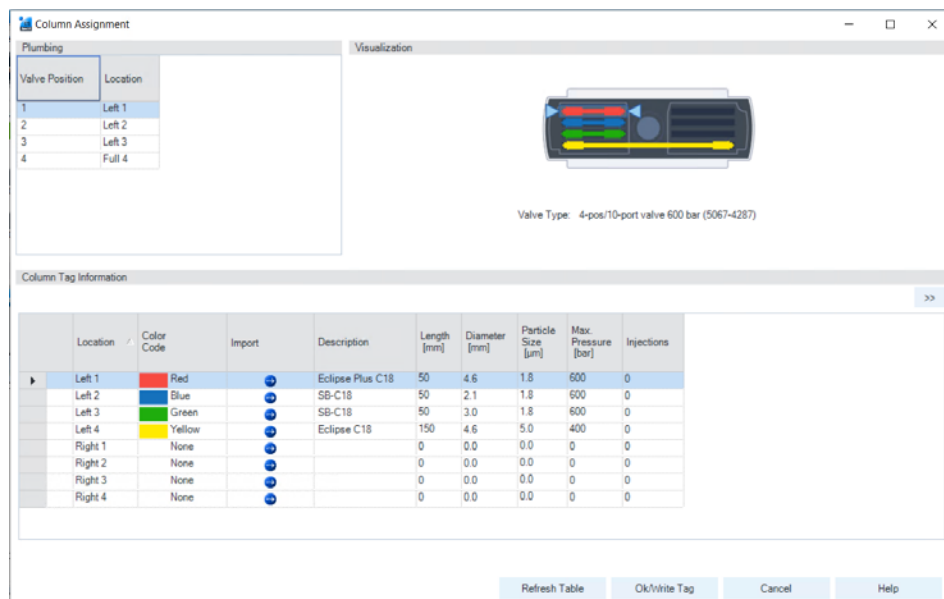 Column Assignment
Plumbing
Visualization
Valve Position Location
1 Left 1
2 Left 2
3 Left 3
4 Full 4
Valve Type: 4-pos/10-port valve 600 bar (5067-4287)
Column Tag Information
>>
Location Color Code Import Description Length [mm] Diameter [mm] Particle Size [µm] Max. Pressure [bar] Injections
Left 1 Red Eclipse Plus C18 50 4.6 1.8 600 0
Left 2 Blue SB-C18 50 2.1 1.8 600 0
Left 3 Green SB-C18 50 3.0 1.8 600 0
Left 4 Yellow Eclipse C18 150 4.6 5.0 400 0
Right 1 None 0 0.0 0.0 0 0
Right 2 None 0 0.0 0.0 0 0
Right 3 None 0 0.0 0.0 0 0
Right 4 None 0 0.0 0.0 0 0
Refresh Table Ok/Write Tag Cancel Help